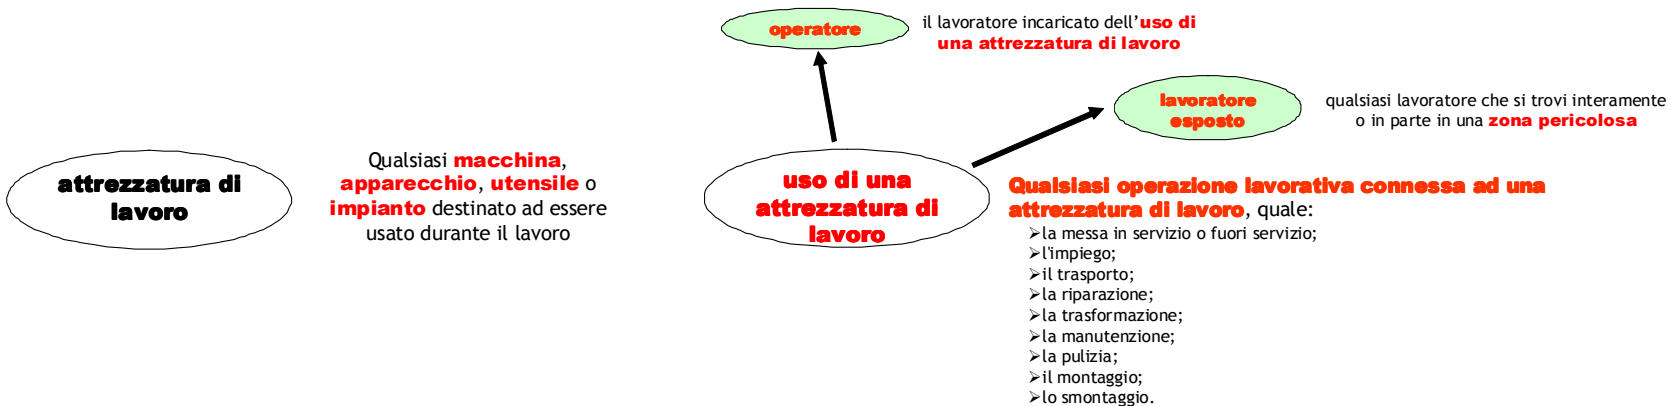 attrezzatura di
lavoro
Qualsiasi macchina,
apparecchio, utensile o
impianto destinato ad essere
usato durante il lavoro
operatore
il lavoratore incaricato dell’uso di
una attrezzatura di lavoro
lavoratore
esposto
qualsiasi lavoratore che si trovi interamente
o in parte in una zona pericolosa
uso di una
attrezzatura di
lavoro
Qualsiasi operazione lavorativa connessa ad una
attrezzatura di lavoro, quale:
➢la messa in servizio o fuori servizio;
➢l'impiego;
➢il trasporto;
➢la riparazione;
➢la trasformazione;
➢la manutenzione;
➢la pulizia;
➢il montaggio;
➢lo smontaggio.